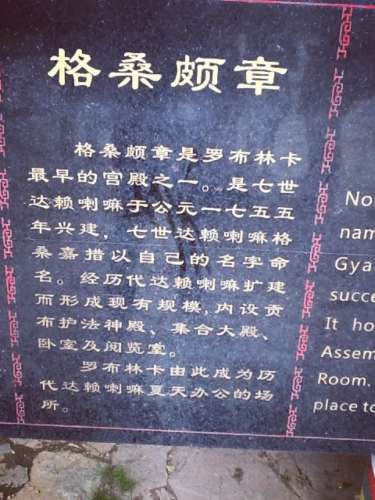 格桑颇章
格桑颇章是罗布林卡
最早的宫殿之一。是七世
达赖喇嘛于公元一七五五
年兴建，七世达赖喇嘛格
桑嘉措以自己的名字命
名。经历代达赖喇嘛扩建
而形成现有规模，内设贡
布护法神殿、集合大殿、
卧室及阅览室。
罗布林卡由此成为历
代达赖喇嘛夏天办公的场
所。
No
nam
Gya
succe
It ho
Assem
Room.
place to